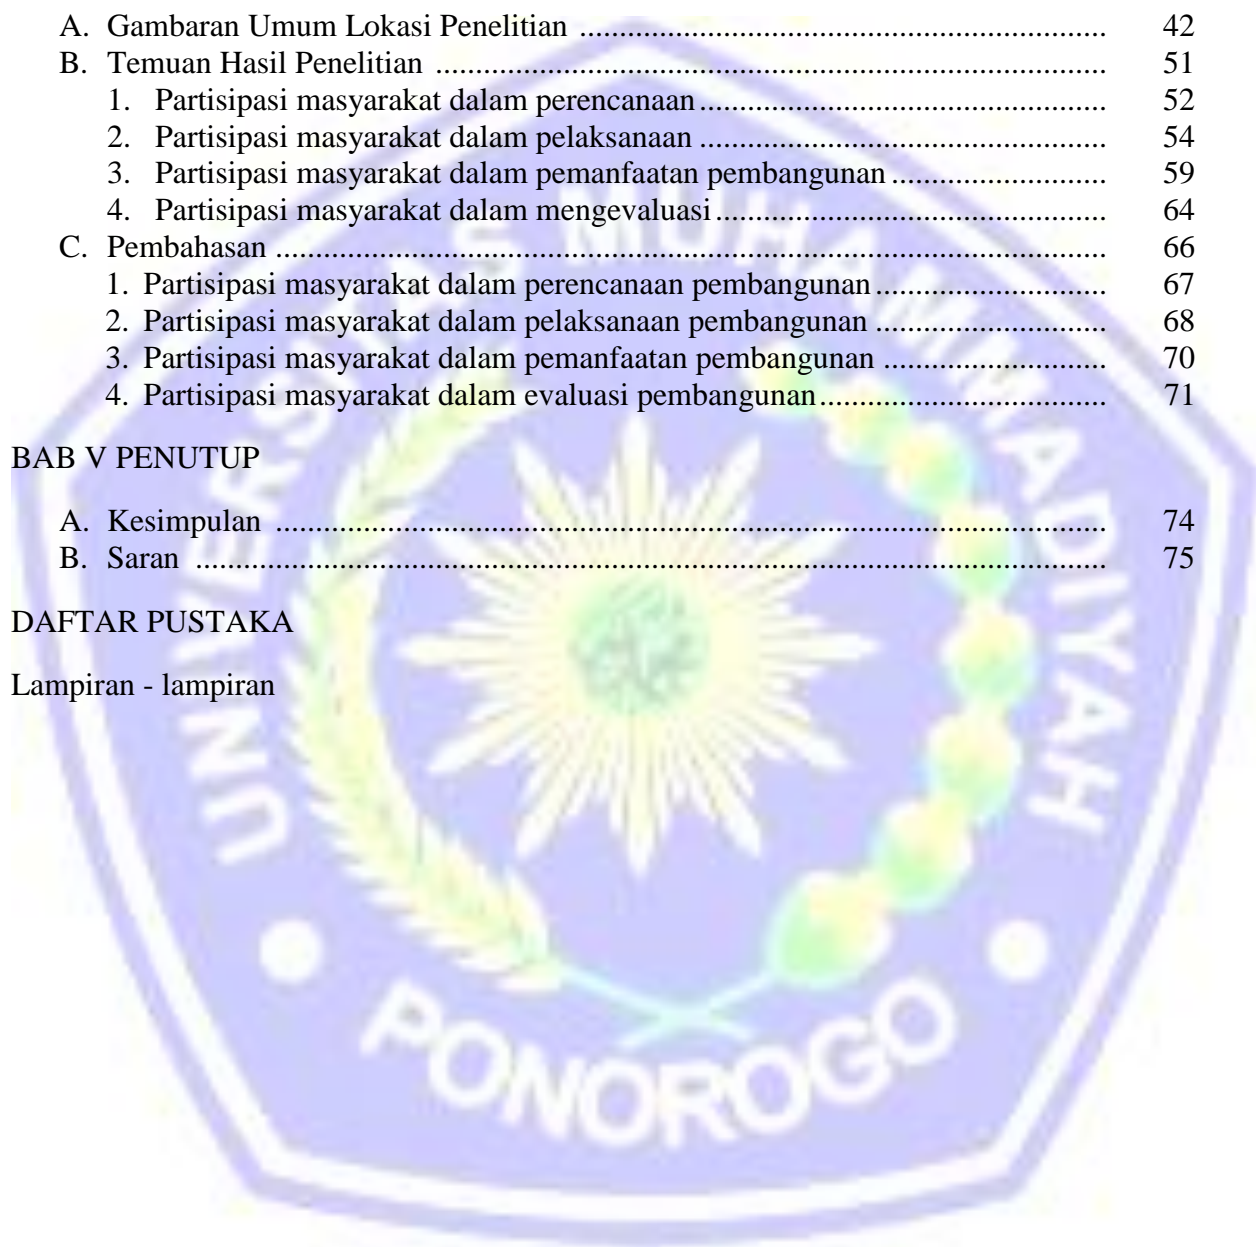 A. Gambaran Umum Lokasi Penelitian ................................................................... 42
B. Temuan Hasil Penelitian ..................................................................................... 51
1. Partisipasi masyarakat dalam perencanaan .................................................... 52
2. Partisipasi masyarakat dalam pelaksanaan .................................................... 54
3. Partisipasi masyarakat dalam pemanfaatan pembangunan ........................... 59
4. Partisipasi masyarakat dalam mengevaluasi .................................................. 64
C. Pembahasan ......................................................................................................... 66
1. Partisipasi masyarakat dalam perencanaan pembangunan ............................. 67
2. Partisipasi masyarakat dalam pelaksanaan pembangunan ............................. 68
3. Partisipasi masyarakat dalam pemanfaatan pembangunan ............................ 70
4. Partisipasi masyarakat dalam evaluasi pembangunan .................................... 71
BAB V PENUTUP
A. Kesimpulan ......................................................................................................... 74
B. Saran ................................................................................................................... 75
DAFTAR PUSTAKA
Lampiran - lampiran
UNIVERSITAS MUHAMMADIYAH
PONOROGO